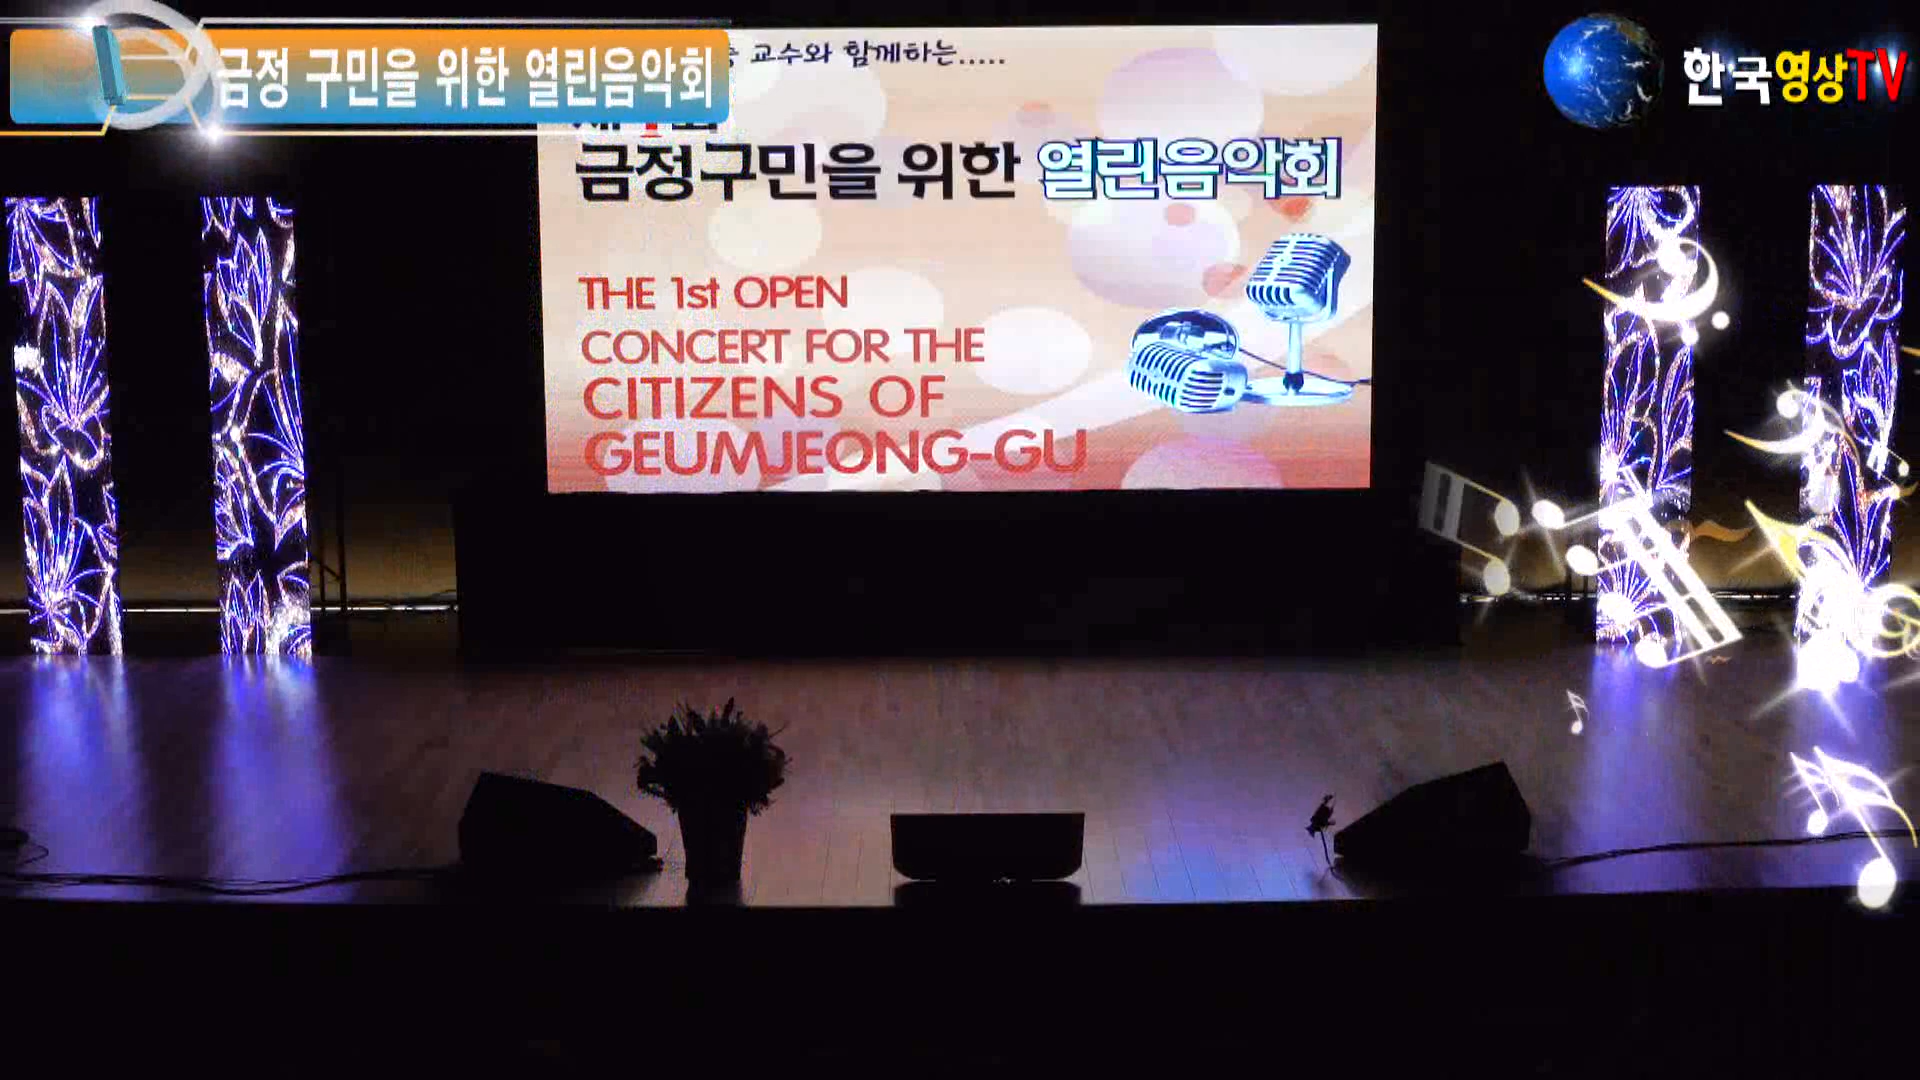 금정 구민을 위한 열린음악회
한국영상TV
교수와 함께하는.....
금정구민을 위한 열린음악회
THE 1st OPEN
CONCERT FOR THE
CITIZENS OF
GEUMJEONG-GU